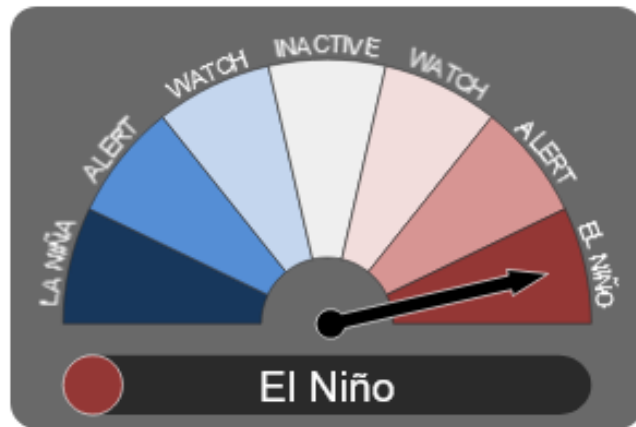 LA NIÑA
ALERT
WATCH
INACTIVE
WATCH
ALERT
EL NIÑO
El Niño